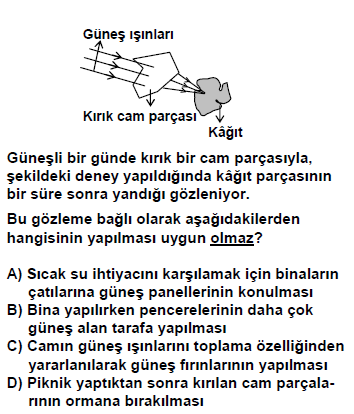 Güneş ışınları
Kırık cam parçası
Kâğıt
Güneşli bir günde kırık bir cam parçasıyla,
şekildeki deney yapıldığında kâğıt parçasının
bir süre sonra yandığı gözleniyor.
Bu gözleme bağlı olarak aşağıdakilerden
hangisinin yapılması uygun olmaz?
A) Sıcak su ihtiyacını karşılamak için binaların
çatılarına güneş panellerinin konulması
B) Bina yapılırken pencerelerinin daha çok
güneş alan tarafa yapılması
C) Camın güneş ışınlarını toplama özelliğinden
yararlanılarak güneş fırınlarının yapılması
D) Piknik yaptıktan sonra kırılan cam parçala-
rının ormana bırakılması